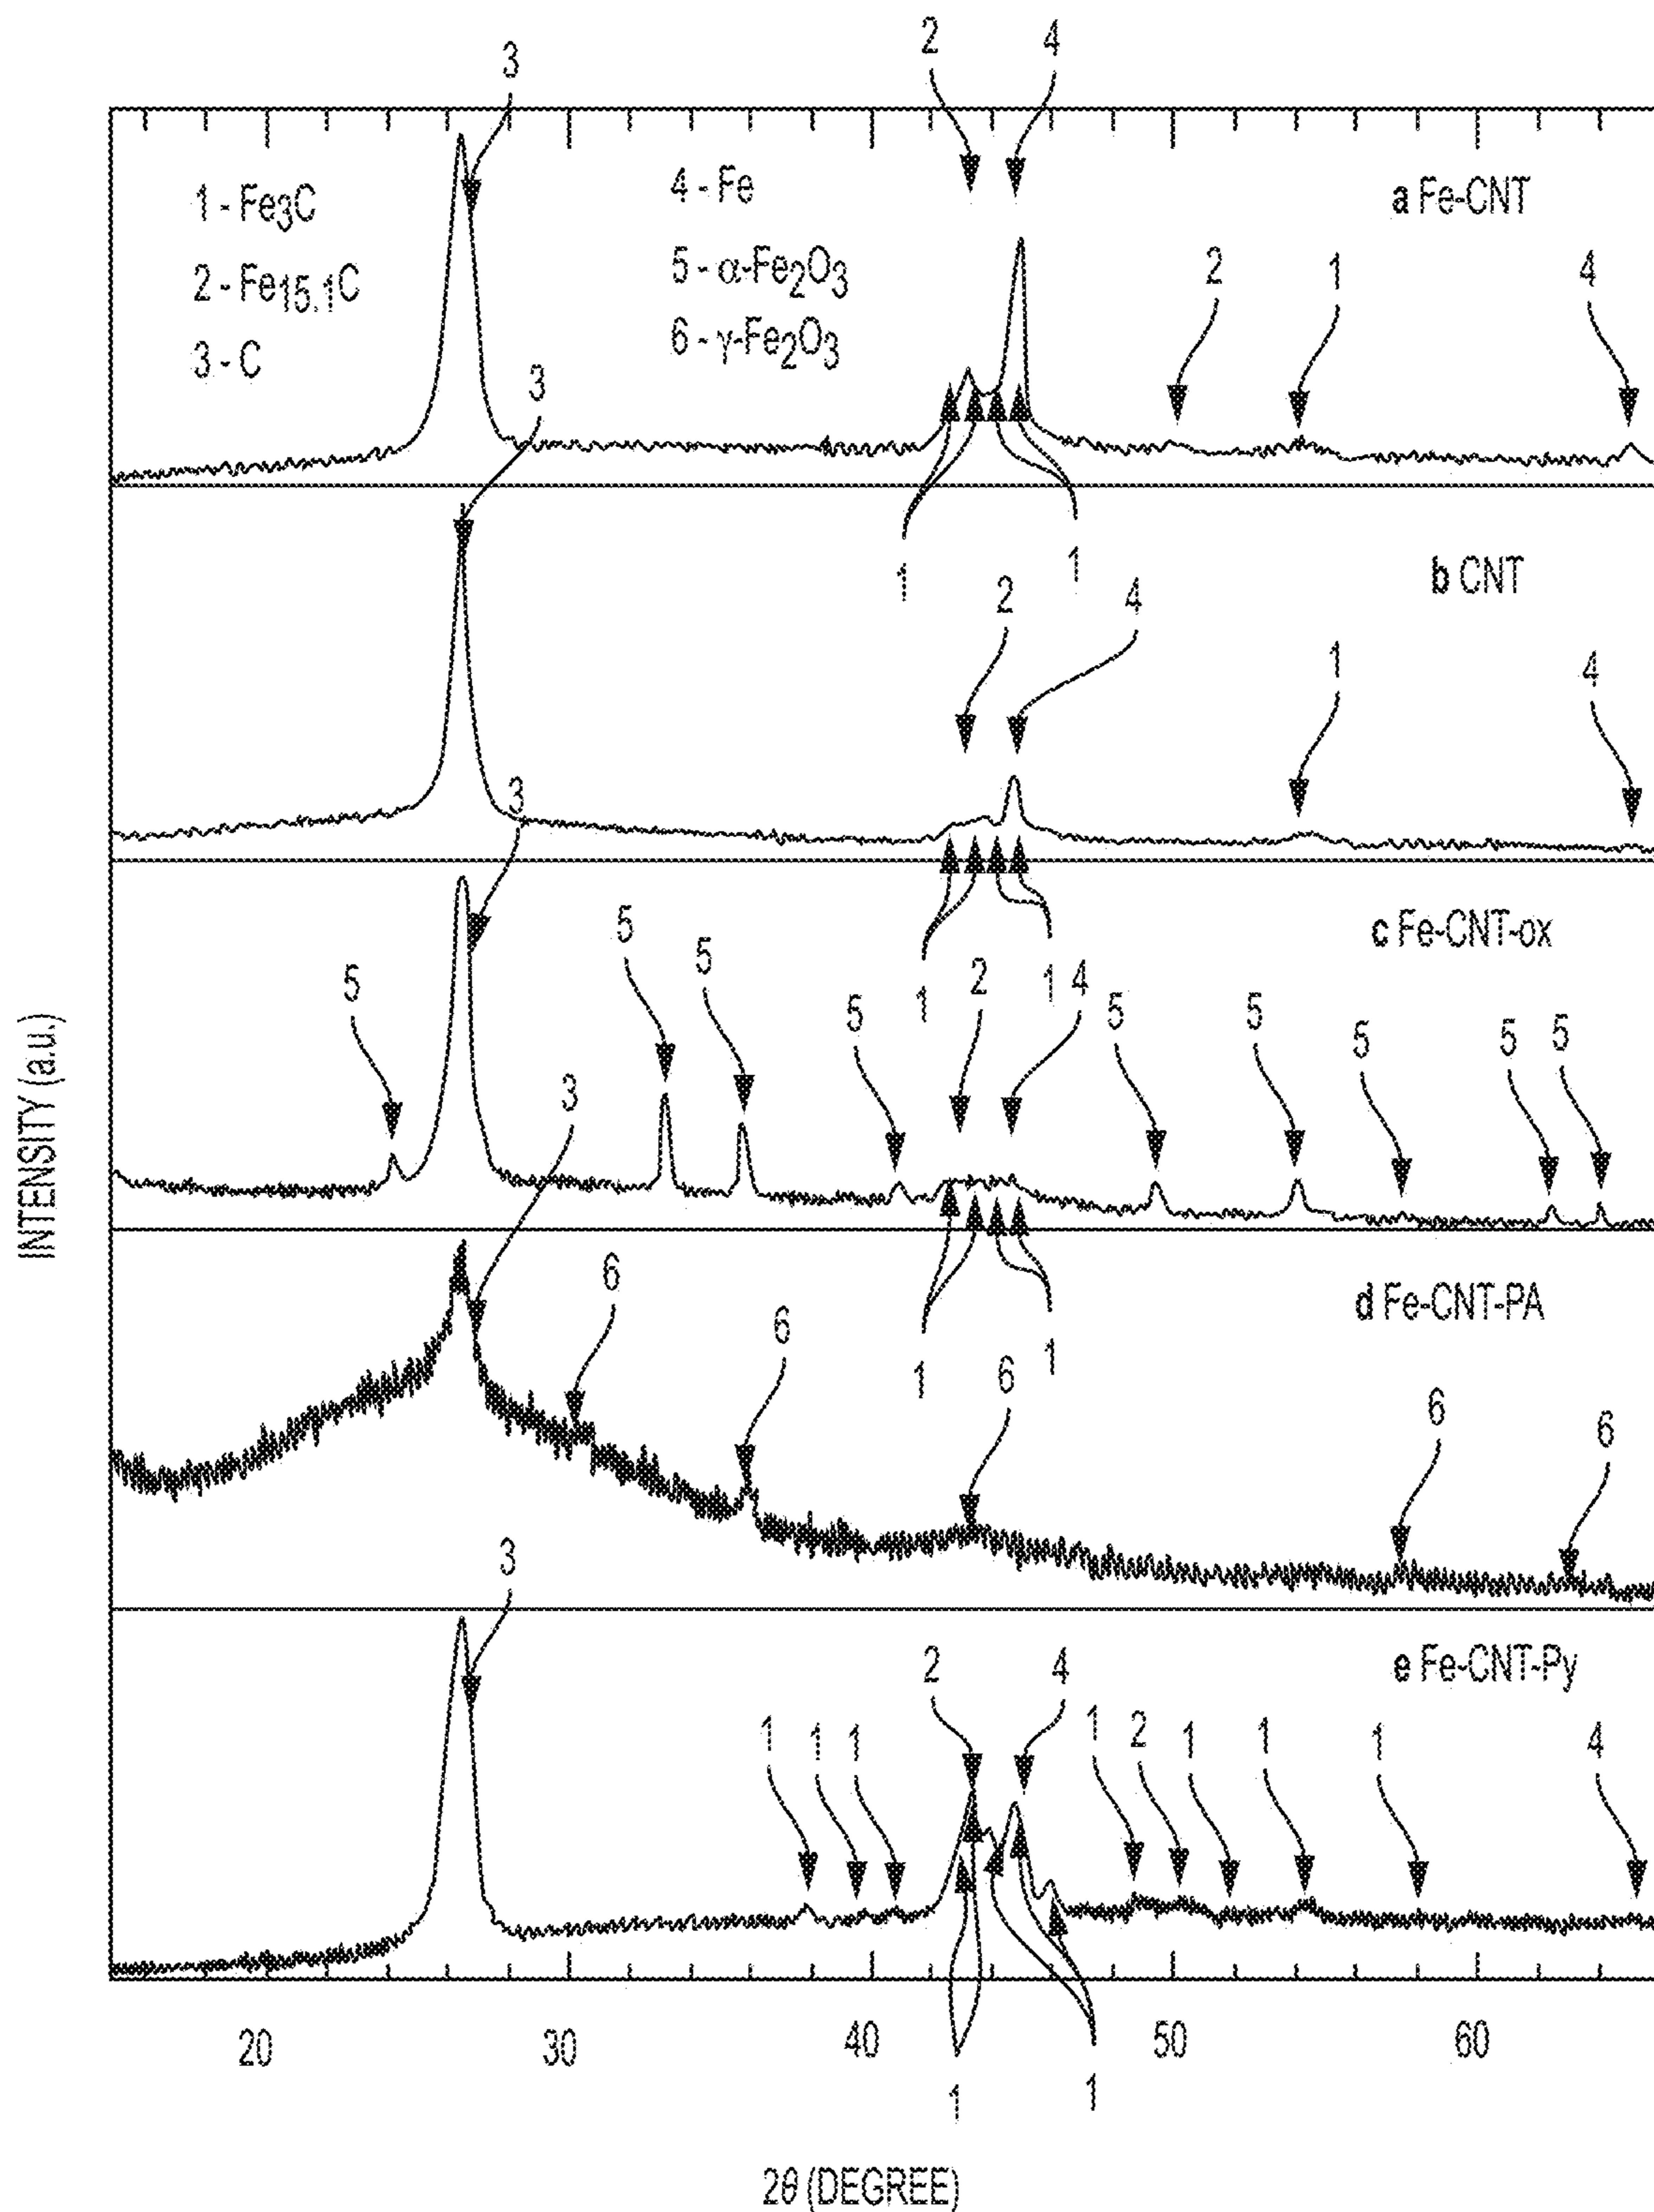 3 2 4
1 - Fe3C 4 - Fe a Fe-CNT
2 - Fe15.1C 5 - α-Fe2O3 2 1 4
3 - C 6 - γ-Fe2O3
3
1 1
b CNT
2 4
1 4
3
c Fe-CNT-ox
5 5 5 5 1 2 1 4 5 5 5 5 5
3
d Fe-CNT-PA
6 6 1 6 1 6 6
3
e Fe-CNT-Py
2 4
1 1 1 1 2 1 1 1 4
INTENSITY (a.u.)
20 30 40 50 60
1 1
2θ (DEGREE)